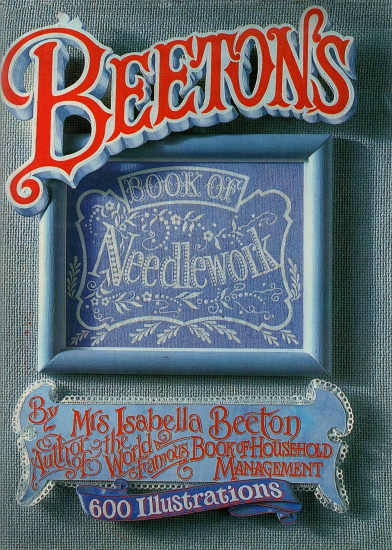 BEETON'S
BOOK OF
Needlework
By Mrs. Isabella Beeton
Author of the World Famous BOOK OF HOUSEHOLD MANAGEMENT
600 Illustrations